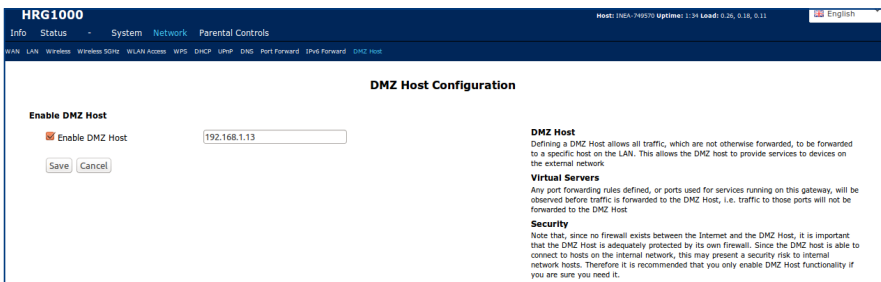 HRG1000
Host: INEA-749570 Uptime: 1:34 Load: 0.26, 0.18, 0.11
English
Info Status - System Network Parental Controls
WAN LAN Wireless Wireless 5GHz WLAN Access WPS DHCP UPnP DNS Port Forward IPv6 Forward DMZ Host
DMZ Host Configuration
Enable DMZ Host
Enable DMZ Host 192.168.1.13
Save Cancel
DMZ Host
Defining a DMZ Host allows all traffic, which are not otherwise forwarded, to be forwarded
to a specific host on the LAN. This allows the DMZ host to provide services to devices on
the external network
Virtual Servers
Any port forwarding rules defined, or ports used for services running on this gateway, will be
observed before traffic is forwarded to the DMZ Host, i.e. traffic to those ports will not be
forwarded to the DMZ Host
Security
Note that, since no firewall exists between the Internet and the DMZ Host, it is important
that the DMZ Host is adequately protected by its own firewall. Since the DMZ host is able to
connect to hosts on the internal network, this may present a security risk to internal
network hosts. Therefore it is recommended that you only enable DMZ Host functionality if
you are sure you need it.